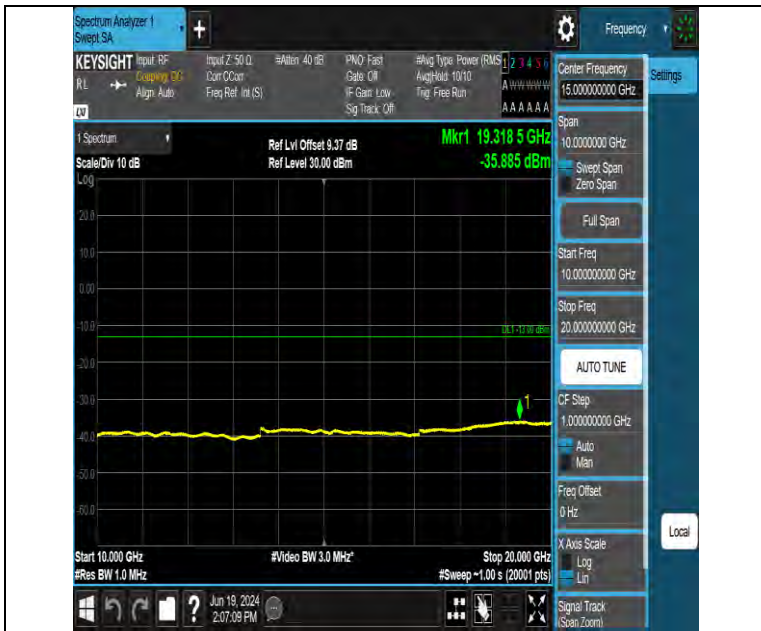 Spectrum Analyzer 1
Swept SA
+
Frequency
KEYSIGHT
RL
Input: RF
Coupling: DC
Align: Auto
Input Z: 50 Ω
Corr CCorr
Freq Ref: Int (S)
#Atten: 40 dB
PNO: Fast
Gate: Off
IF Gain: Low
Sig Track: Off
#Avg Type: Power (RMS
Avg|Hold: 10/10
Trig: Free Run
1 2 3 4 5 6
A W W W W W
A A A A A A
1 Spectrum
Scale/Div 10 dB
Log
Ref Lvl Offset 9.37 dB
Ref Level 30.00 dBm
Mkr1 19.318 5 GHz
-35.885 dBm
20.0
10.0
0.00
-10.0
DL1 -13.00 dBm
-20.0
-30.0
1
-40.0
-50.0
-60.0
Start 10.000 GHz
#Res BW 1.0 MHz
#Video BW 3.0 MHz*
Stop 20.000 GHz
#Sweep ~1.00 s (20001 pts)
?
Jun 19, 2024
2:07:09 PM
Center Frequency
15.00000000 GHz
Settings
Span
10.0000000 GHz
Swept Span
Zero Span
Full Span
Start Freq
10.000000000 GHz
Stop Freq
20.000000000 GHz
AUTO TUNE
CF Step
1.000000000 GHz
Auto
Man
Freq Offset
0 Hz
X Axis Scale
Log
Lin
Local
Signal Track
(Span Zoom)